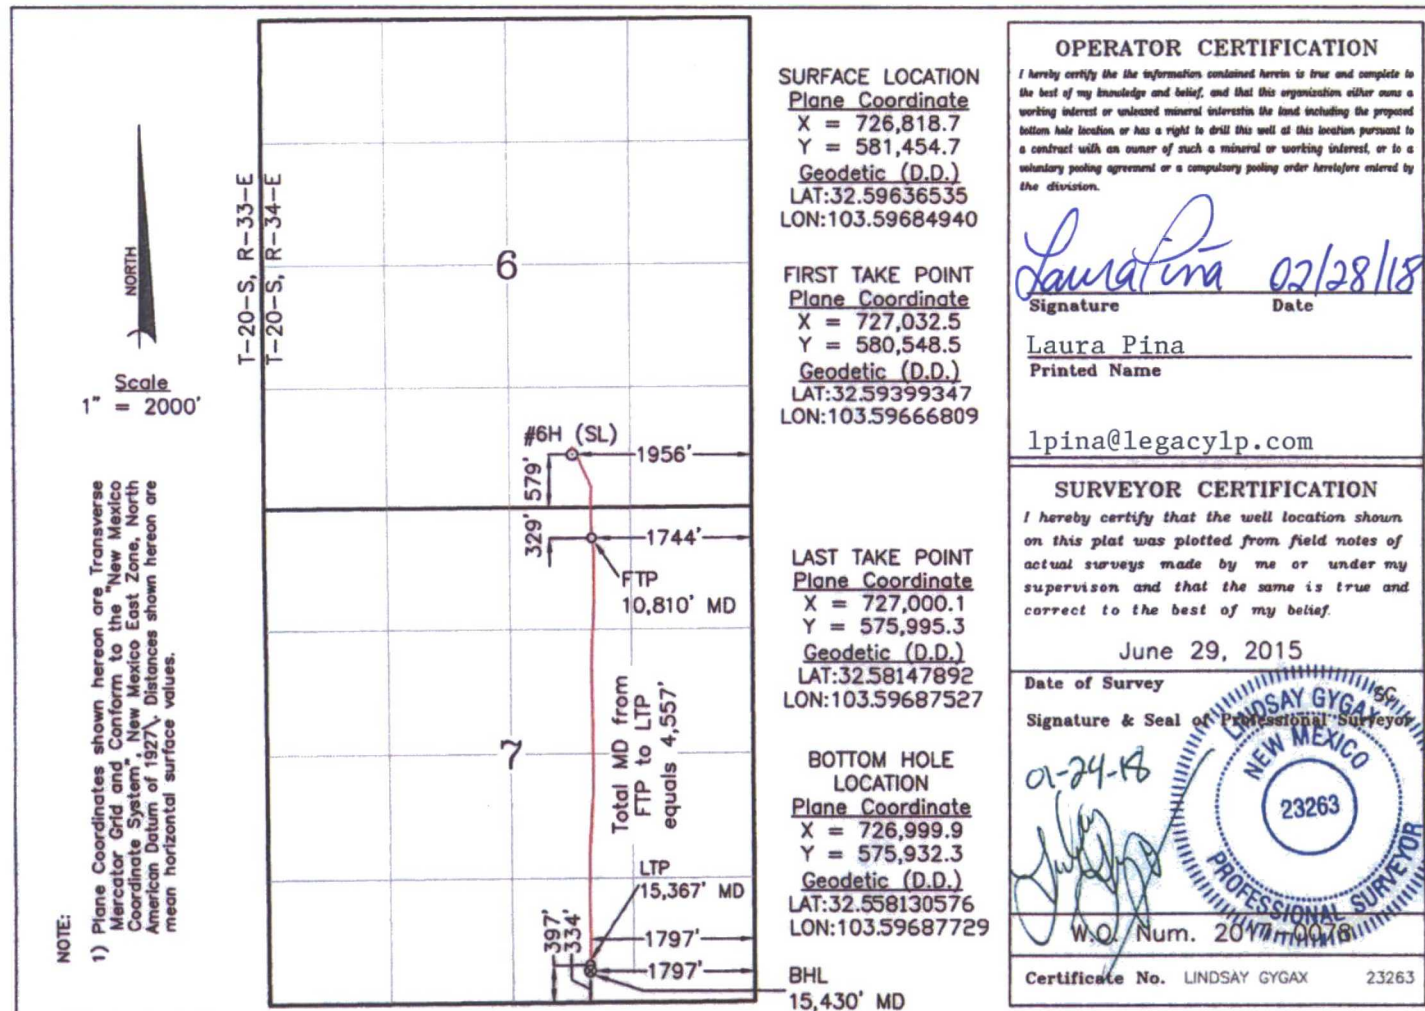 T-20-S, R-33-E
T-20-S, R-34-E
NORTH
Scale
1" = 2000'
NOTE:
1) Plane Coordinates shown hereon are Transverse
Mercator Grid and Conform to the "New Mexico
Coordinate System", New Mexico East Zone, North
American Datum of 1927\, Distances shown hereon are
mean horizontal surface values.
6
#6H (SL)
1956'
579'
329'
1744'
FTP
10,810' MD
7
Total MD from
FTP to LTP
equals 4,557'
LTP
15,367' MD
397'
334'
1797'
1797'
BHL
15,430' MD
SURFACE LOCATION
Plane Coordinate
X = 726,818.7
Y = 581,454.7
Geodetic (D.D.)
LAT:32.59636535
LON:103.59684940
FIRST TAKE POINT
Plane Coordinate
X = 727,032.5
Y = 580,548.5
Geodetic (D.D.)
LAT:32.59399347
LON:103.59666809
LAST TAKE POINT
Plane Coordinate
X = 727,000.1
Y = 575,995.3
Geodetic (D.D.)
LAT:32.58147892
LON:103.59687527
BOTTOM HOLE
LOCATION
Plane Coordinate
X = 726,999.9
Y = 575,932.3
Geodetic (D.D.)
LAT:32.558130576
LON:103.59687729
OPERATOR CERTIFICATION
I hereby certify the the information contained herein is true and complete to
the best of my knowledge and belief, and that this organization either owns a
working interest or unleased mineral interestin the land including the proposed
bottom hole location or has a right to drill this well at this location pursuant to
a contract with an owner of such a mineral or working interest, or to a
voluntary pooling agreement or a compulsory pooling order heretofore entered by
the division.
Laura Pina 02/28/18
Signature Date
Laura Pina
Printed Name
lpina@legacylp.com
SURVEYOR CERTIFICATION
I hereby certify that the well location shown
on this plat was plotted from field notes of
actual surveys made by me or under my
supervison and that the same is true and
correct to the best of my belief.
June 29, 2015
Date of Survey
Signature & Seal of Professional Surveyor
01-24-18
LINDSAY GYGAX
NEW MEXICO
23263
PROFESSIONAL SURVEYOR
W.O. Num.
Certificate No. LINDSAY GYGAX 23263